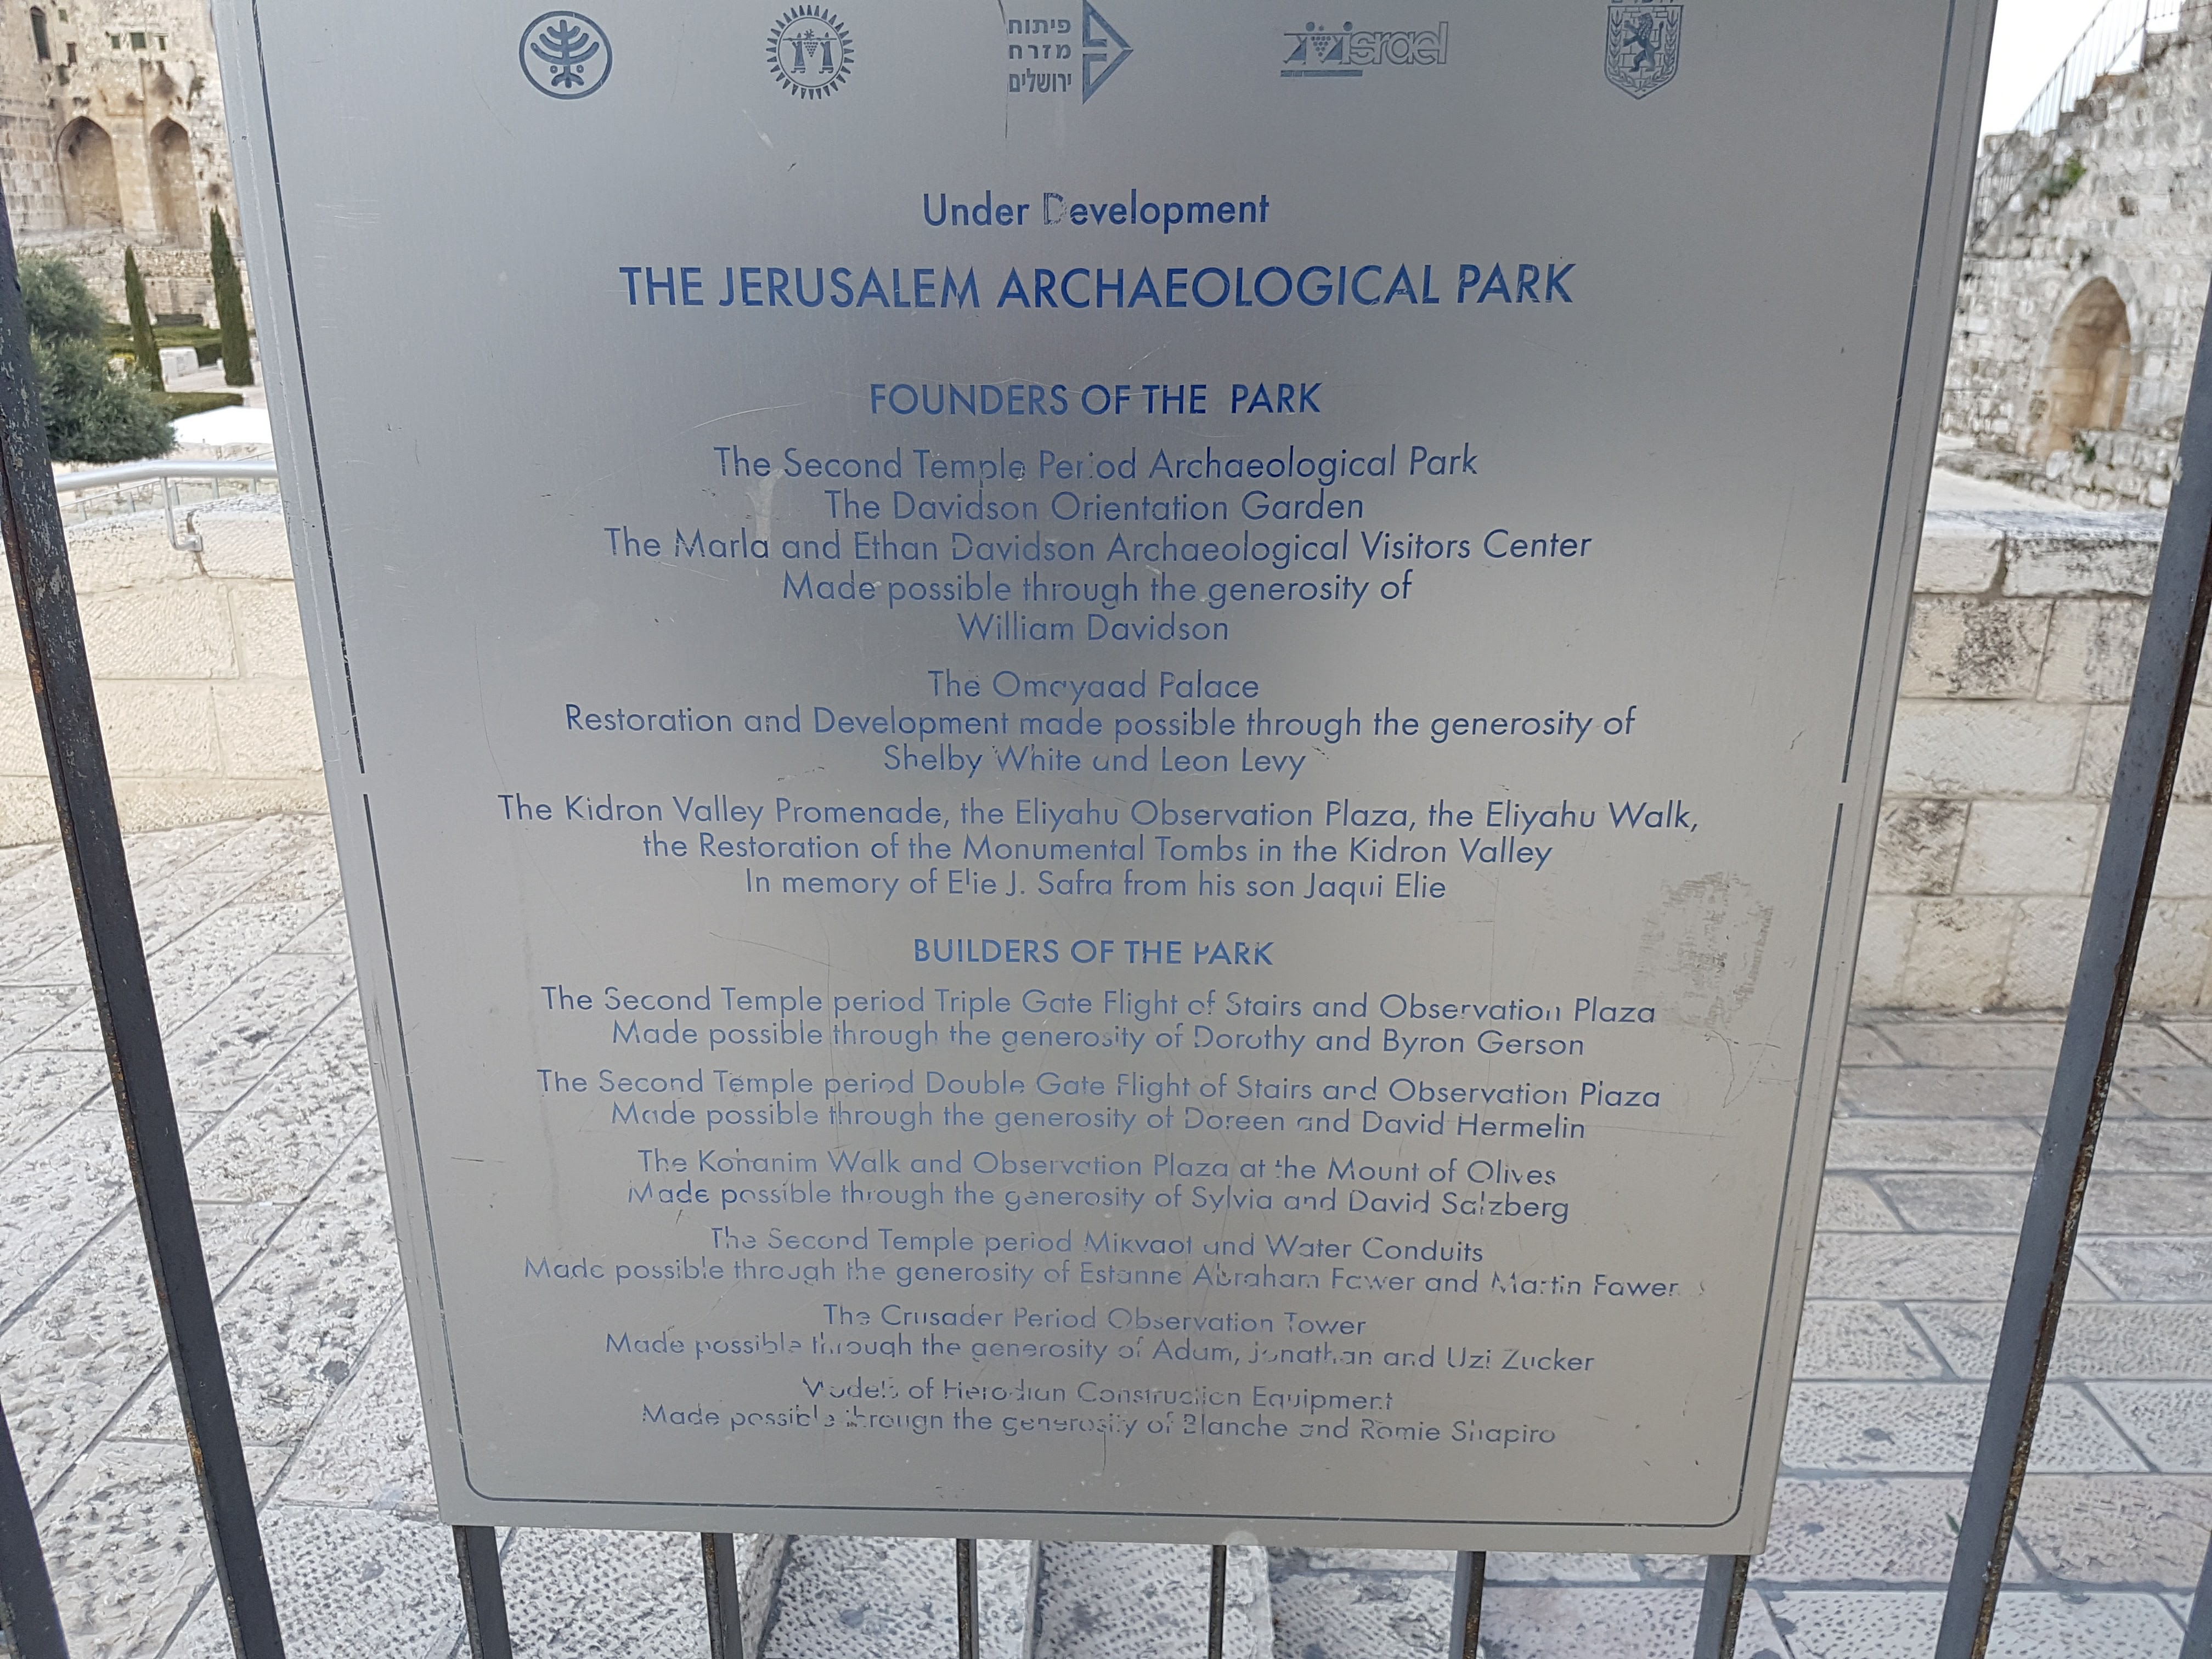 פיתוח
מזרח
ירושלים
israel
Under Development
THE JERUSALEM ARCHAEOLOGICAL PARK
FOUNDERS OF THE PARK
The Second Temple Period Archaeological Park
The Davidson Orientation Garden
The Marla and Ethan Davidson Archaeological Visitors Center
Made possible through the generosity of
William Davidson
The Omayaad Palace
Restoration and Development made possible through the generosity of
Shelby White and Leon Levy
The Kidron Valley Promenade, the Eliyahu Observation Plaza, the Eliyahu Walk,
the Restoration of the Monumental Tombs in the Kidron Valley
In memory of Elie J. Safra from his son Jaqui Elie
BUILDERS OF THE PARK
The Second Temple period Triple Gate Flight of Stairs and Observation Plaza
Made possible through the generosity of Dorothy and Byron Gerson
The Second Temple period Double Gate Flight of Stairs and Observation Plaza
Made possible through the generosity of Doreen and David Hermelin
The Kohanim Walk and Observation Plaza at the Mount of Olives
Made possible through the generosity of Sylvia and David Salzberg
The Second Temple period Mikvaot and Water Conduits
Made possible through the generosity of Estanne Abraham Fawer and Martin Fawer
The Crusader Period Observation Tower
Made possible through the generosity of Adam, Jonathan and Uzi Zucker
Models of Herodian Construction Equipment
Made possible through the generosity of Blanche and Romie Shapiro